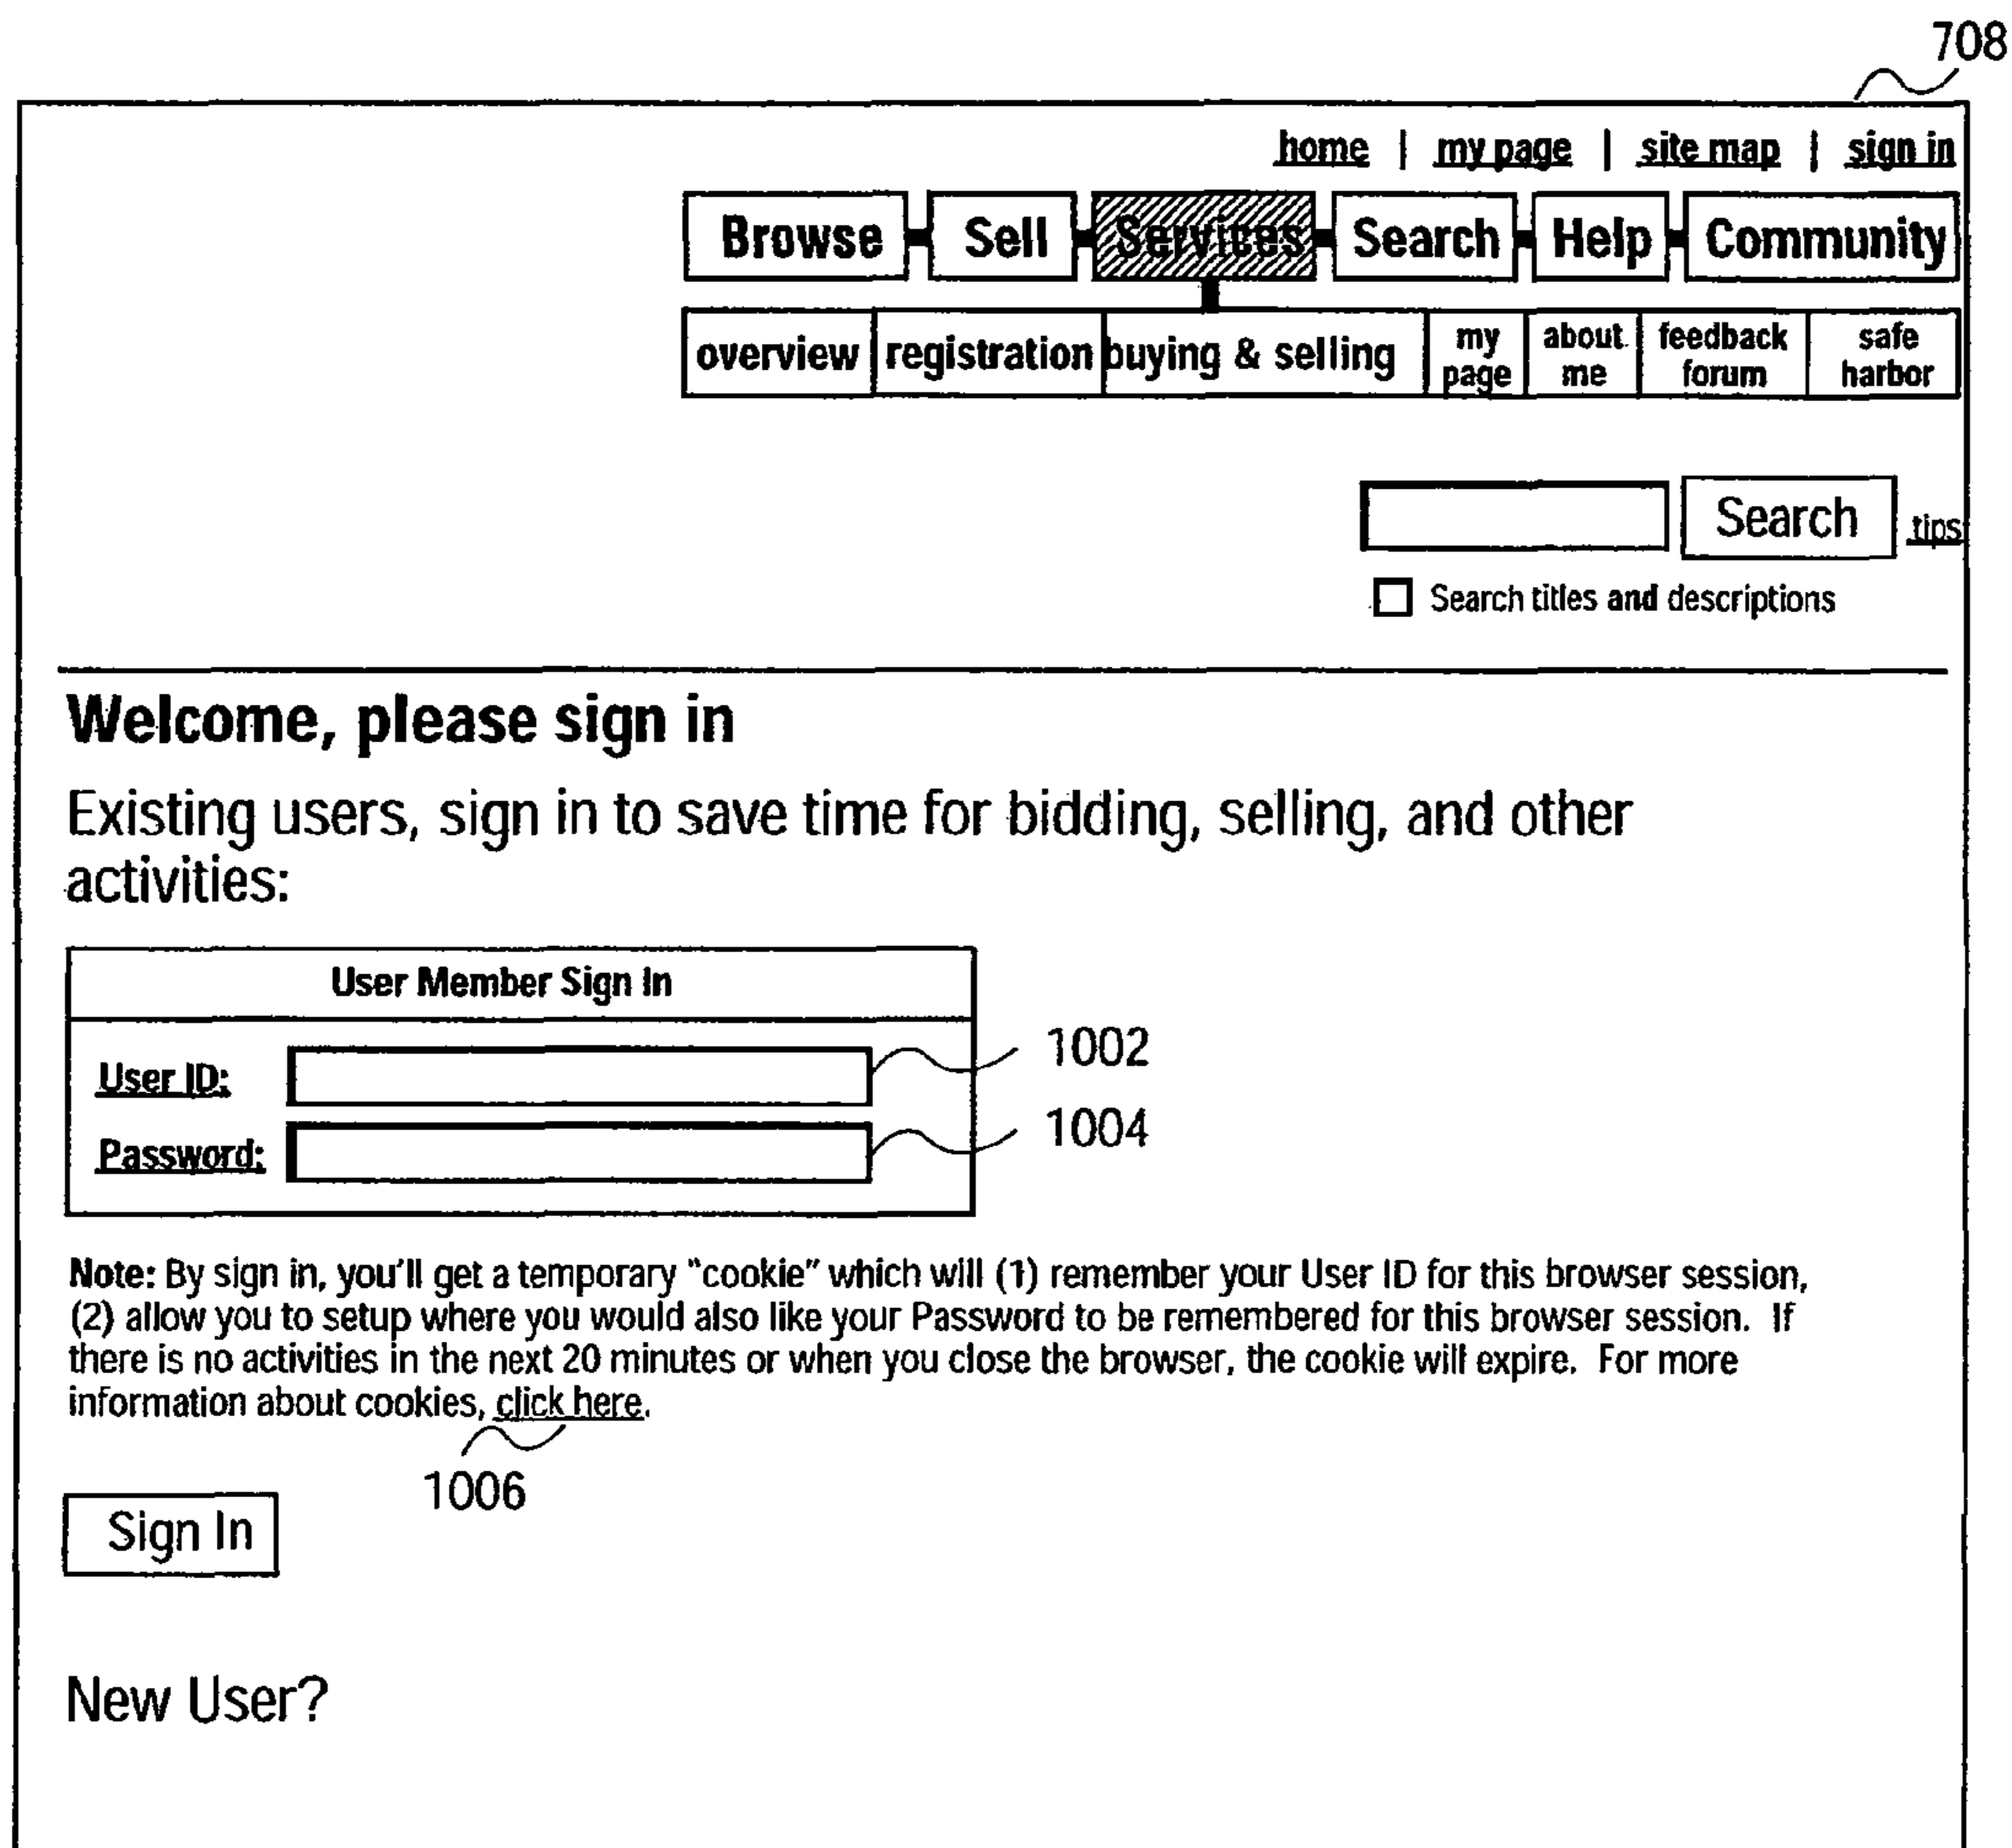 708
home | my page | site map | sign in
Browse Sell Services Search Help Community
overview registration buying & selling my page about me feedback forum safe harbor
Search tips
Search titles and descriptions
Welcome, please sign in
Existing users, sign in to save time for bidding, selling, and other
activities:
User Member Sign In
User ID: 1002
Password: 1004
Note: By sign in, you'll get a temporary "cookie" which will (1) remember your User ID for this browser session,
(2) allow you to setup where you would also like your Password to be remembered for this browser session. If
there is no activities in the next 20 minutes or when you close the browser, the cookie will expire. For more
information about cookies, click here.
1006
Sign In
New User?